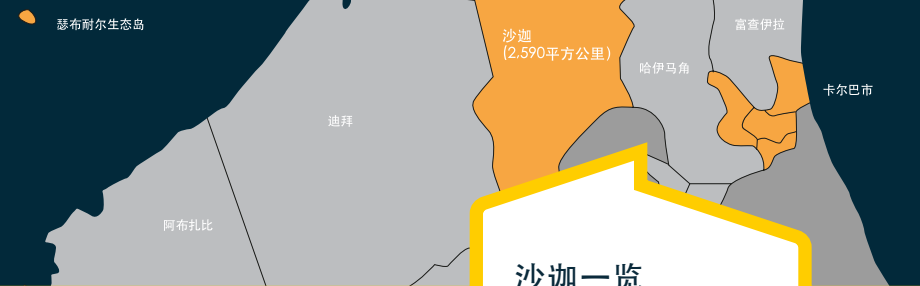 瑟布耐尔生态岛
沙迦
(2.590平方公里)
富查伊拉
哈伊马角
卡尔巴市
迪拜
阿布扎比
沙迦一览